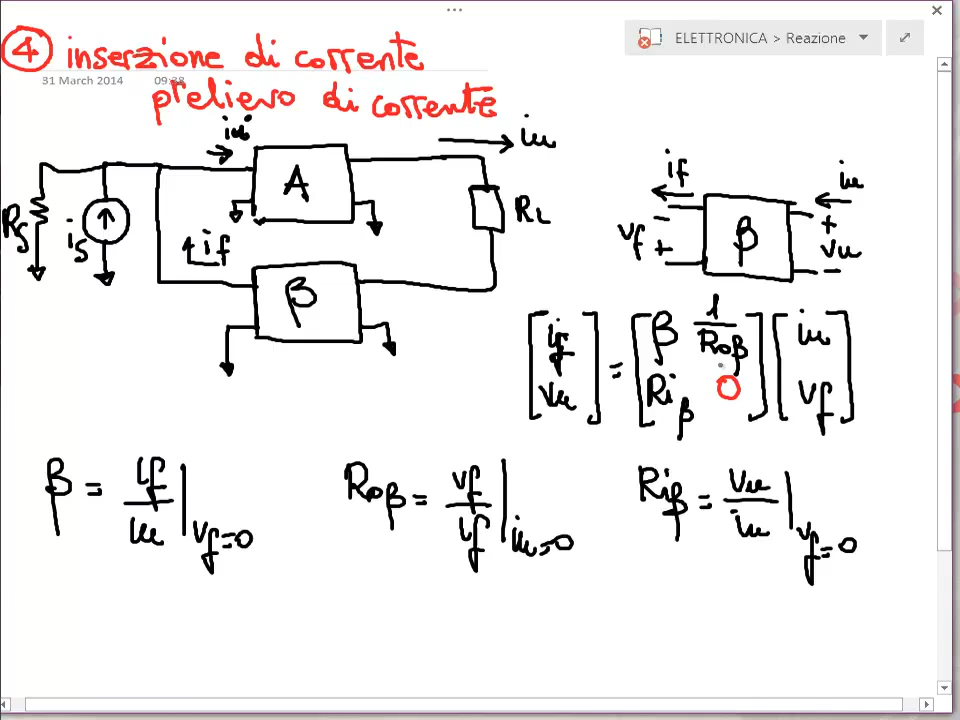 ...
ELETTRONICA > Reazione
④ inserzione di corrente
31 March 2014 09:38
prelievo di corrente
iin
iu
A
RL
RS
iS
if
β
if
iu
vf
- +
β
+
vu
-
[if vu] = [β 1/Roβ Riβ 0] [iu vf]
β = if/iu | vf=0
Roβ = vf/if | iu=0
Riβ = vu/iu | vf=0